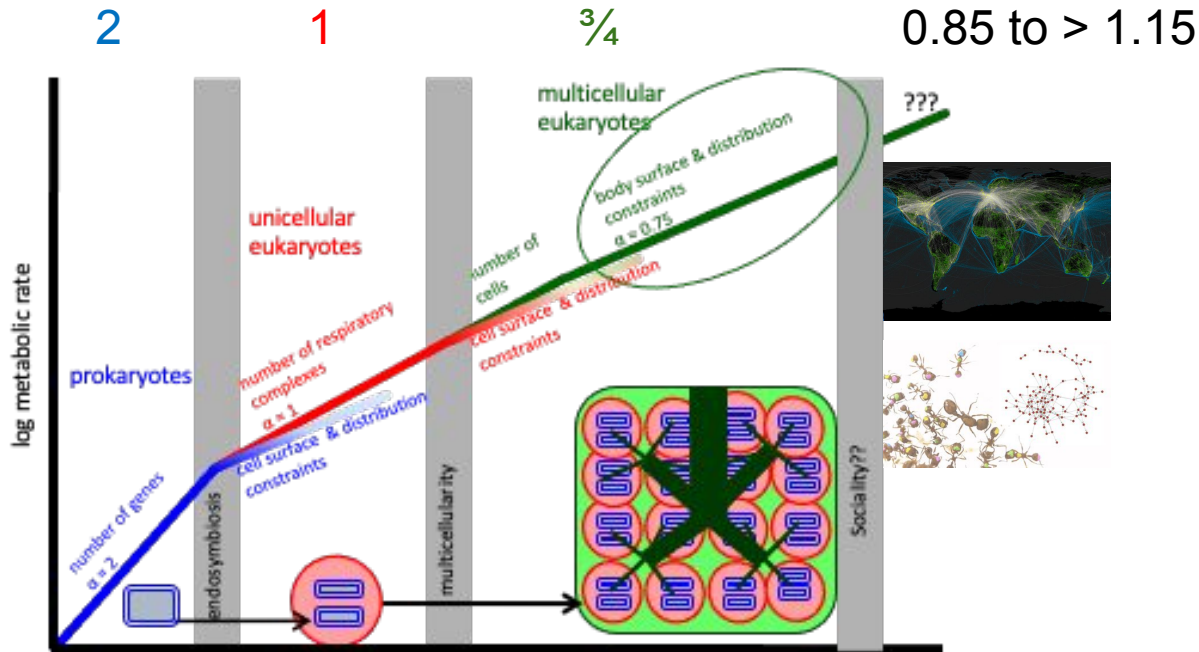 2
1
¾
0.85 to > 1.15
???
multicellular
eukaryotes
body surface & distribution
constraints
α = 0.75
unicellular
eukaryotes
number of
cells
cell surface & distribution
constraints
number of respiratory
complexes
α = 1
log metabolic rate
prokaryotes
cell surface & distribution
constraints
number of genes
α = 2
endosymbiosis
multicellularity
Sociality??